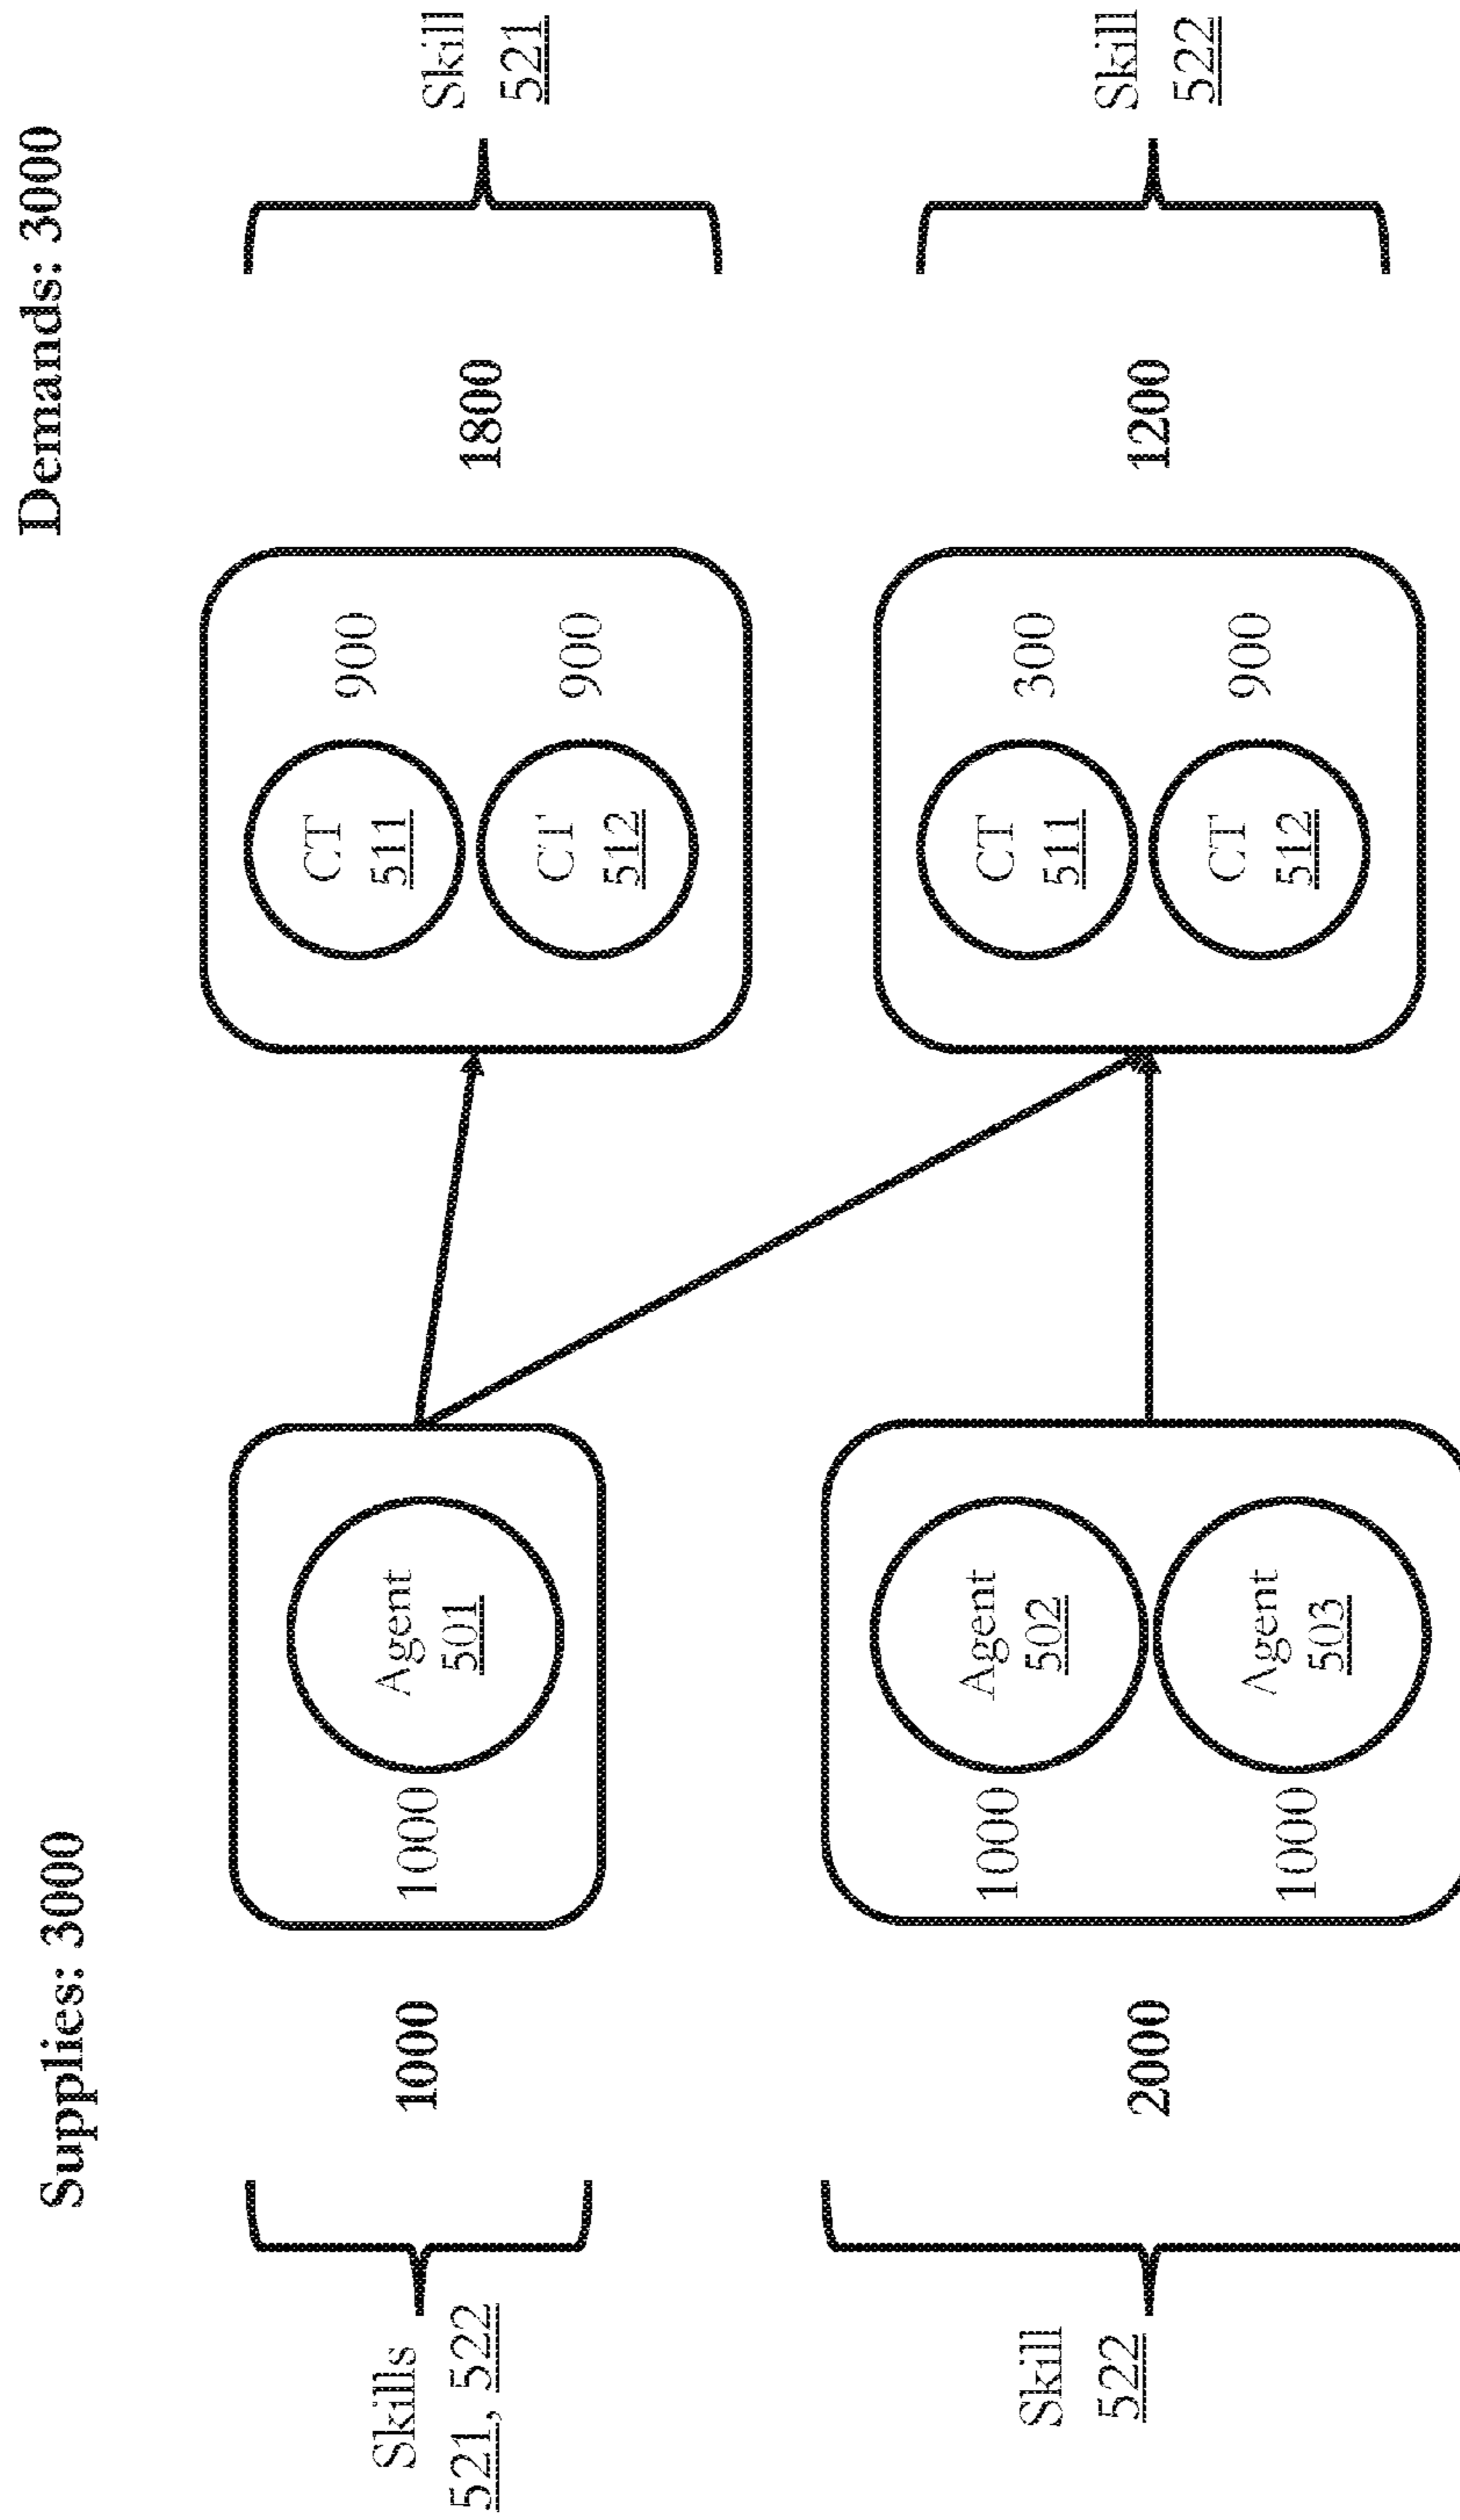 Supplies: 3000
Demands: 3000
Skills
521, 522
1000
1000
Agent
501
CT
511
900
CT
512
900
1800
Skill
521
Skill
522
2000
1000
Agent
502
1000
Agent
503
CT
511
300
CT
512
900
1200
Skill
522